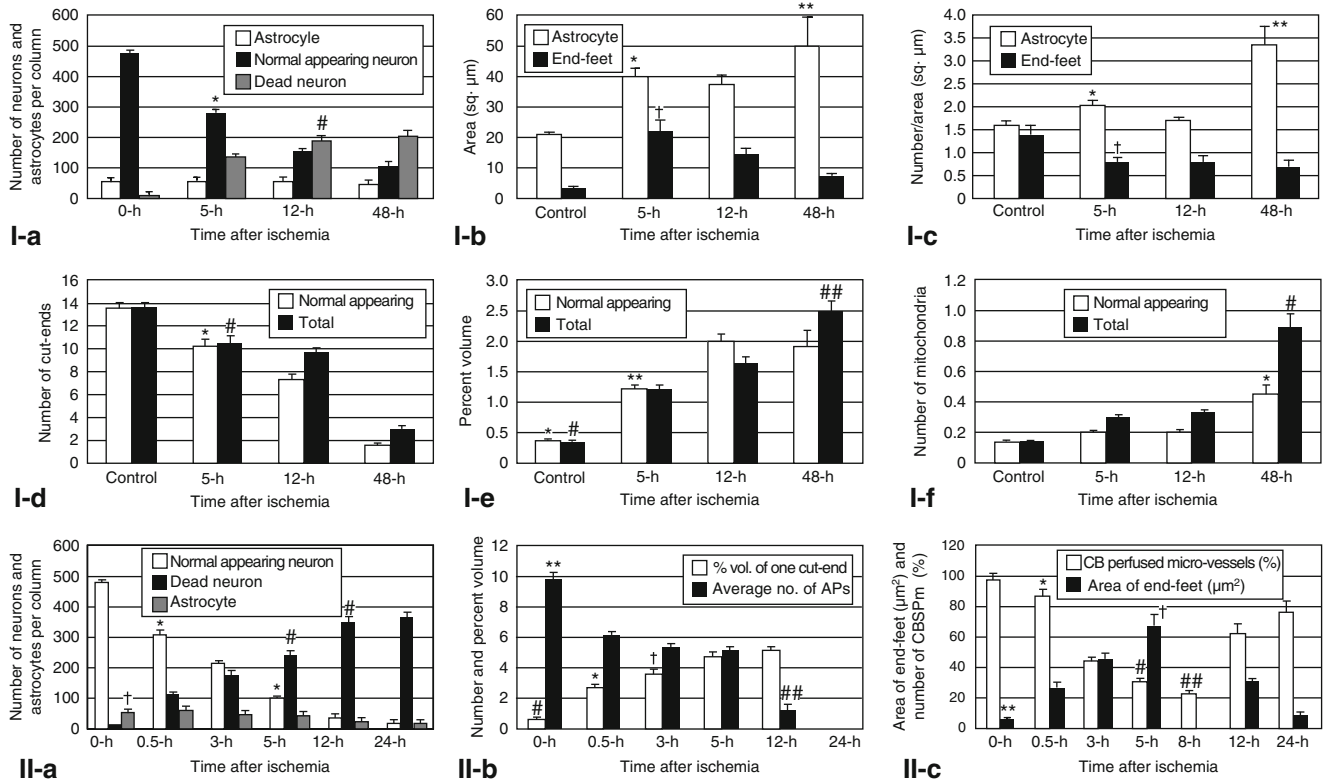 Number of neurons and
astrocytes per column
600
500
400
300
200
100
0
Astrocyle
Normal appearing neuron
Dead neuron
*
#
0-h 5-h 12-h 48-h
Time after ischemia
I-a
Area (sq· μm)
60
40
20
0
Astrocyte
End-feet
*
†
**
Control 5-h 12-h 48-h
Time after ischemia
I-b
Number/area (sq· μm)
4.0
3.5
3.0
2.5
2.0
1.5
1.0
0.5
0
Astrocyte
End-feet
*
†
**
Control 5-h 12-h 48-h
Time after ischemia
I-c
Number of cut-ends
16
14
12
10
8
6
4
2
0
Normal appearing
Total
*
#
Control 5-h 12-h 48-h
Time after ischemia
I-d
Percent volume
3.0
2.5
2.0
1.5
1.0
0.5
0
Normal appearing
Total
*
#
**
##
Control 5-h 12-h 48-h
Time after ischemia
I-e
Number of mitochondria
1.2
1.0
0.8
0.6
0.4
0.2
0
Normal appearing
Total
*
#
Control 5-h 12-h 48-h
Time after ischemia
I-f
Number of neurons and
astrocytes per column
600
500
400
300
200
100
0
Normal appearing neuron
Dead neuron
Astrocyte
†
*
*
#
#
0-h 0.5-h 3-h 5-h 12-h 24-h
Time after ischemia
II-a
Number and percent volume
12
10
8
6
4
2
0
% vol. of one cut-end
Average no. of APs
#
**
*
†
##
0-h 0.5-h 3-h 5-h 12-h 24-h
Time after ischemia
II-b
Area of end-feet (μm²) and
number of CBSPm (%)
120
100
80
60
40
20
0
CB perfused micro-vessels (%)
Area of end-feet (μm²)
**
*
#
†
##
0-h 0.5-h 3-h 5-h 8-h 12-h 24-h
Time after ischemia
II-c